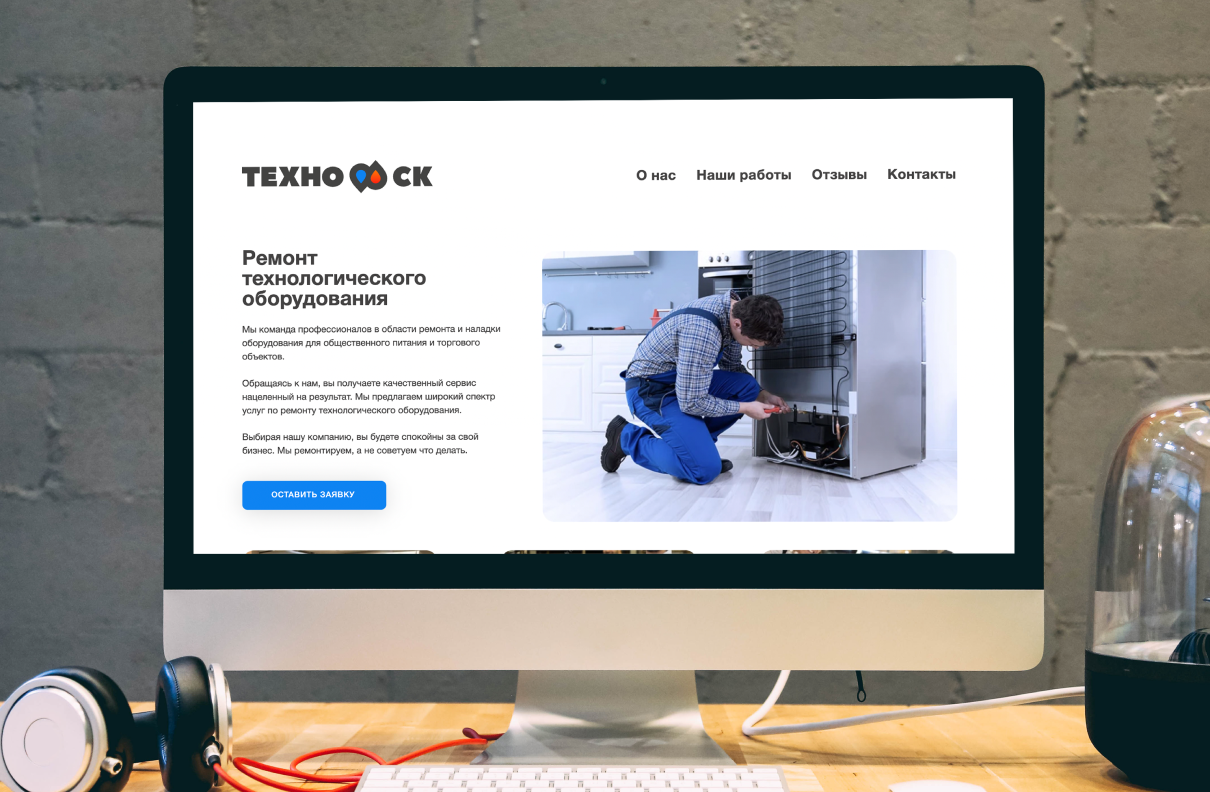 ТЕХНО СК
О нас Наши работы Отзывы Контакты
Ремонт
технологического
оборудования
Мы команда профессионалов в области ремонта и наладки
оборудования для общественного питания и торгового
объектов.
Обращаясь к нам, вы получаете качественный сервис
нацеленный на результат. Мы предлагаем широкий спектр
услуг по ремонту технологического оборудования.
Выбирая нашу компанию, вы будете спокойны за свой
бизнес. Мы ремонтируем, а не советуем что делать.
ОСТАВИТЬ ЗАЯВКУ